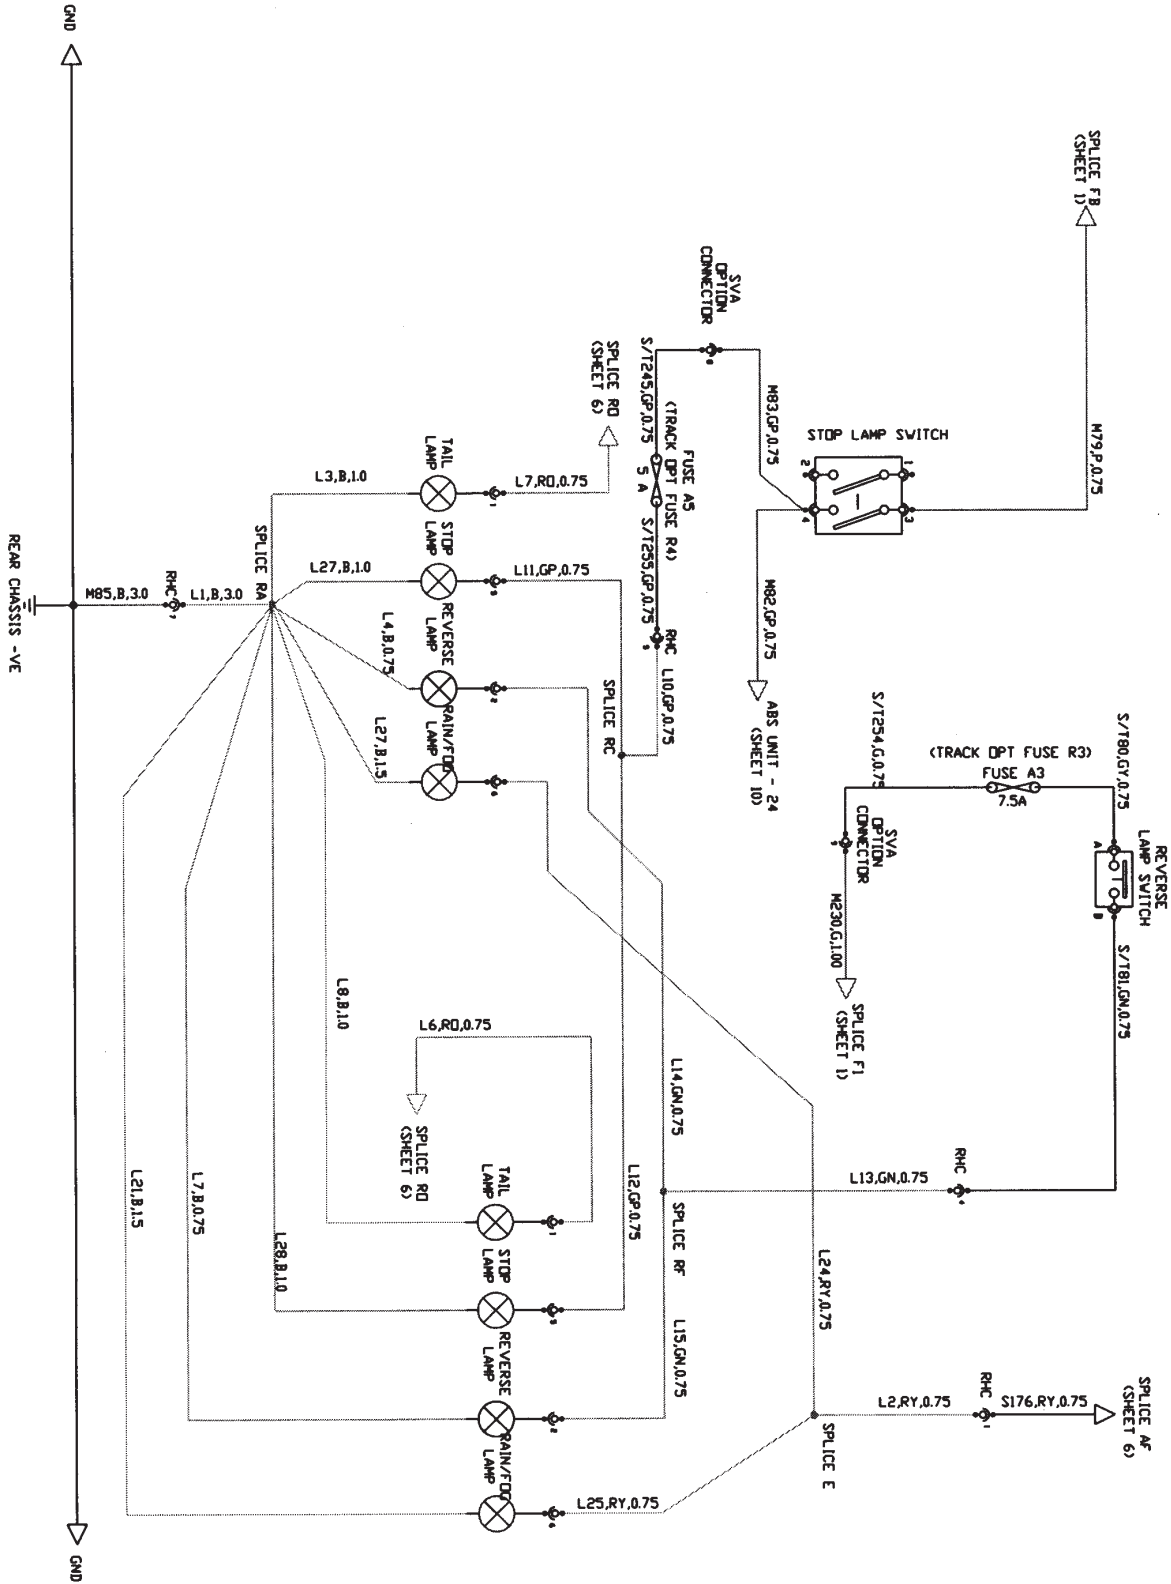 GND
SPLICE FB
(SHEET 1)
M79,P,0.75
STOP LAMP SWITCH
1
3
2
4
M83,GP,0.75
SVA
OPTION
CONNECTOR
M82,GP,0.75
ABS UNIT - 24
(SHEET 10)
S/T245,GP,0.75
FUSE A5
(TRACK OPT FUSE R4)
5 A
S/T255,GP,0.75
RHC
L10,GP,0.75
SPLICE RC
SPLICE RO
(SHEET 6)
L7,RO,0.75
1
TAIL
LAMP
L3,B,1.0
L11,GP,0.75
STOP
LAMP
L27,B,1.0
REVERSE
LAMP
L4,B,0.75
RAIN/FOG
LAMP
L27,B,1.5
SPLICE RA
L1,B,3.0
RHC
7
M85,B,3.0
REAR CHASSIS -VE
S/T80,GY,0.75
REVERSE
LAMP SWITCH
A
B
S/T81,GN,0.75
(TRACK OPT FUSE R3)
FUSE A3
7.5A
S/T254,G,0.75
SVA
OPTION
CONNECTOR
M230,G,1.00
SPLICE F1
(SHEET 1)
RHC
L13,GN,0.75
L14,GN,0.75
SPLICE RF
L15,GN,0.75
L12,GP,0.75
L24,RY,0.75
SPLICE AF
(SHEET 6)
S176,RY,0.75
RHC
1
L2,RY,0.75
SPLICE E
L25,RY,0.75
L6,RO,0.75
SPLICE RO
(SHEET 6)
TAIL
LAMP
1
STOP
LAMP
REVERSE
LAMP
RAIN/FOG
LAMP
L8,B,1.0
L28,B,1.0
L7,B,0.75
L21,B,1.5
GND